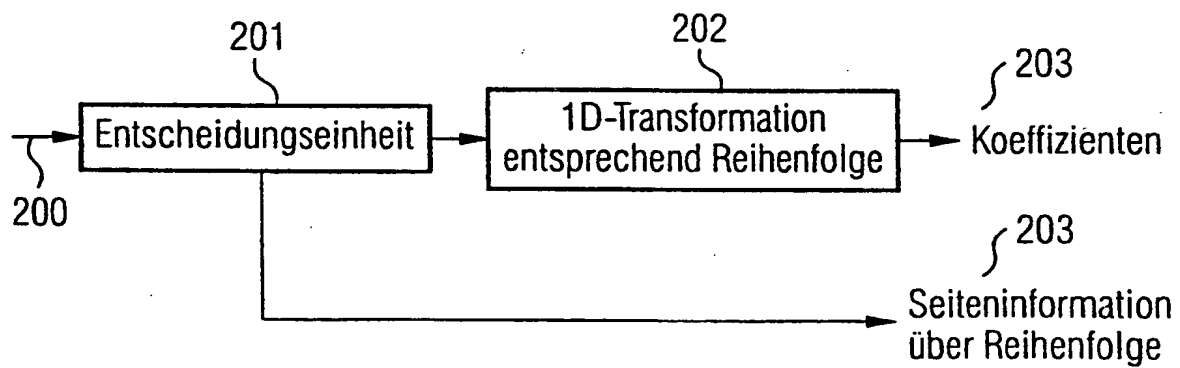 201
202
203
Entscheidungseinheit
1D-Transformation
entsprechend Reihenfolge
Koeffizienten
200
203
Seiteninformation
über Reihenfolge